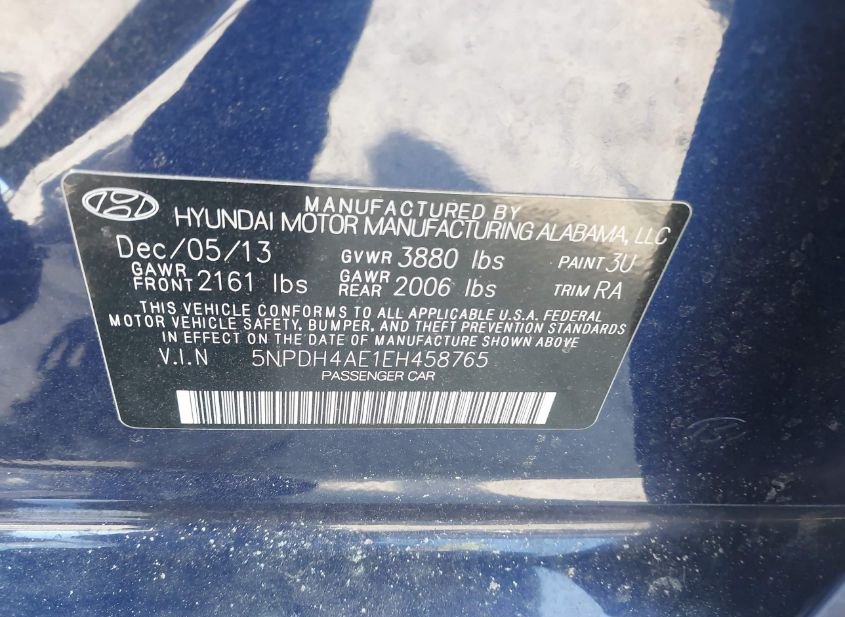 MANUFACTURED BY
HYUNDAI MOTOR MANUFACTURING ALABAMA, LLC
Dec/05/13 GVWR 3880 lbs PAINT 3U
GAWR FRONT 2161 lbs GAWR REAR 2006 lbs TRIM RA
THIS VEHICLE CONFORMS TO ALL APPLICABLE U.S.A. FEDERAL
MOTOR VEHICLE SAFETY, BUMPER, AND THEFT PREVENTION STANDARDS
IN EFFECT ON THE DATE OF MANUFACTURE SHOWN ABOVE
V.I.N 5NPDH4AE1EH458765
PASSENGER CAR